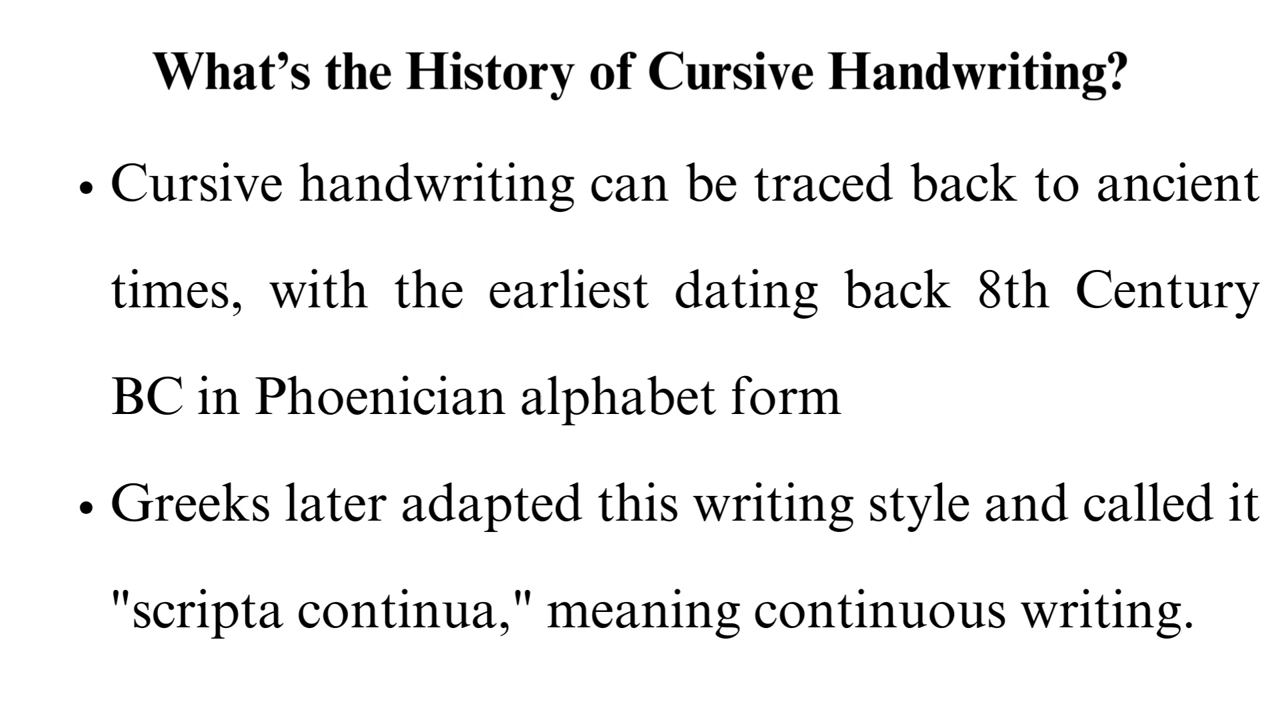 What’s the History of Cursive Handwriting?
• Cursive handwriting can be traced back to ancient
times, with the earliest dating back 8th Century
BC in Phoenician alphabet form
• Greeks later adapted this writing style and called it
"scripta continua," meaning continuous writing.